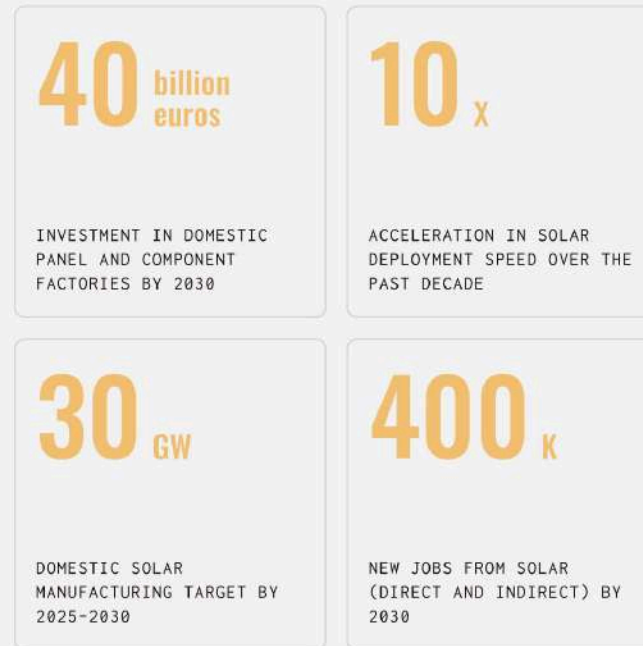 40 billion
euros
INVESTMENT IN DOMESTIC
PANEL AND COMPONENT
FACTORIES BY 2030
10 X
ACCELERATION IN SOLAR
DEPLOYMENT SPEED OVER THE
PAST DECADE
30 GW
DOMESTIC SOLAR
MANUFACTURING TARGET BY
2025-2030
400 K
NEW JOBS FROM SOLAR
(DIRECT AND INDIRECT) BY
2030